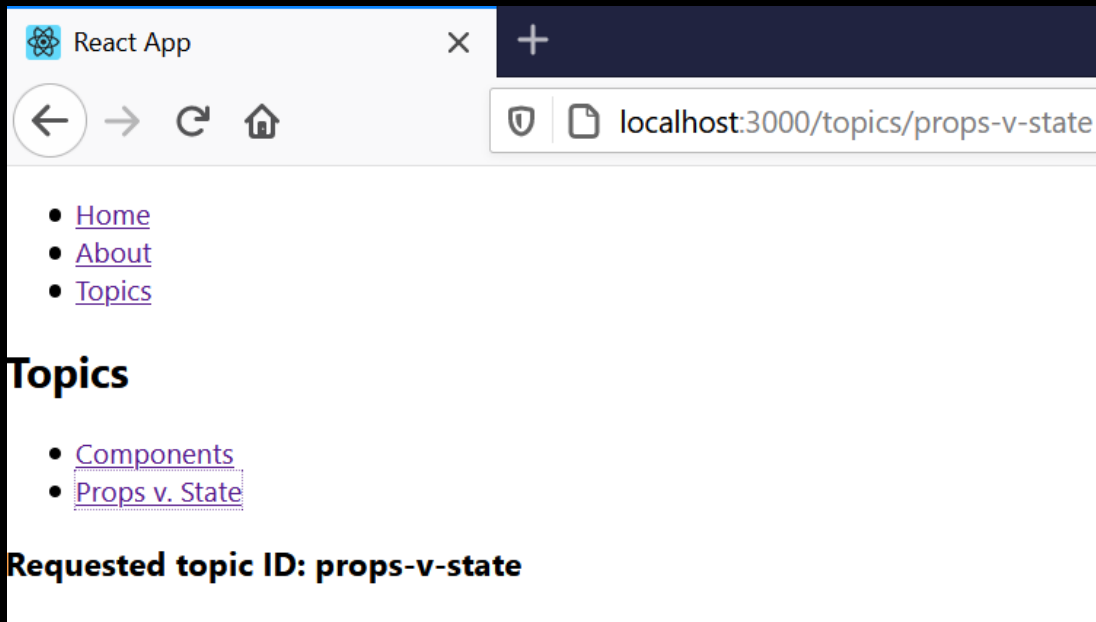 React App
localhost:3000/topics/props-v-state
Home
About
Topics
Topics
Components
Props v. State
Requested topic ID: props-v-state